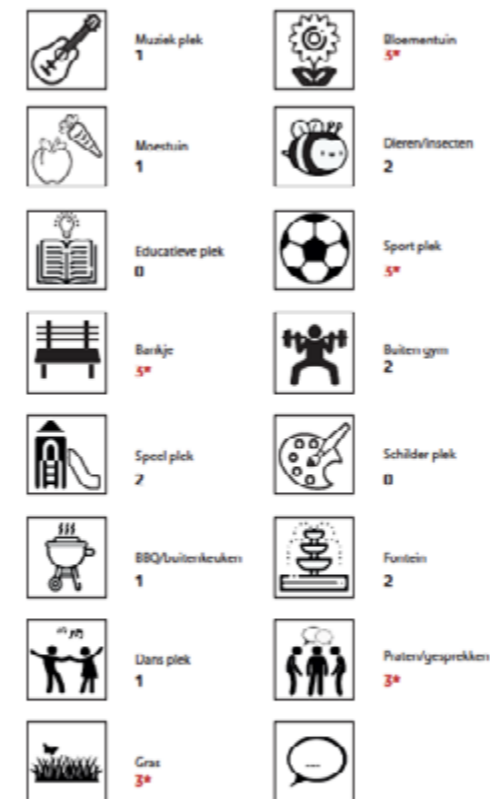 Muziek plek
1
Bloementuin
5*
Moestuin
1
Dieren/Insecten
2
Educatieve plek
0
Sport plek
5*
Bankje
5*
Buiten gym
2
Speel plek
2
Schilder plek
0
BBQ/buitenkeuken
1
Funtein
2
Dans plek
1
Praten/gesprekken
3*
Gras
3*
....